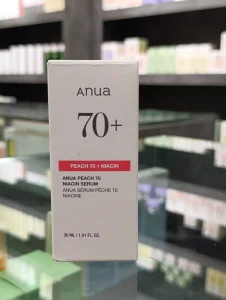 Anua
70+
PEACH 70 + NIACIN
ANUA PEACH 70
NIACIN SERUM
ANUA SÉRUM PÊCHE 70
NIACINE
30 ML / 1.01 FL. OZ.